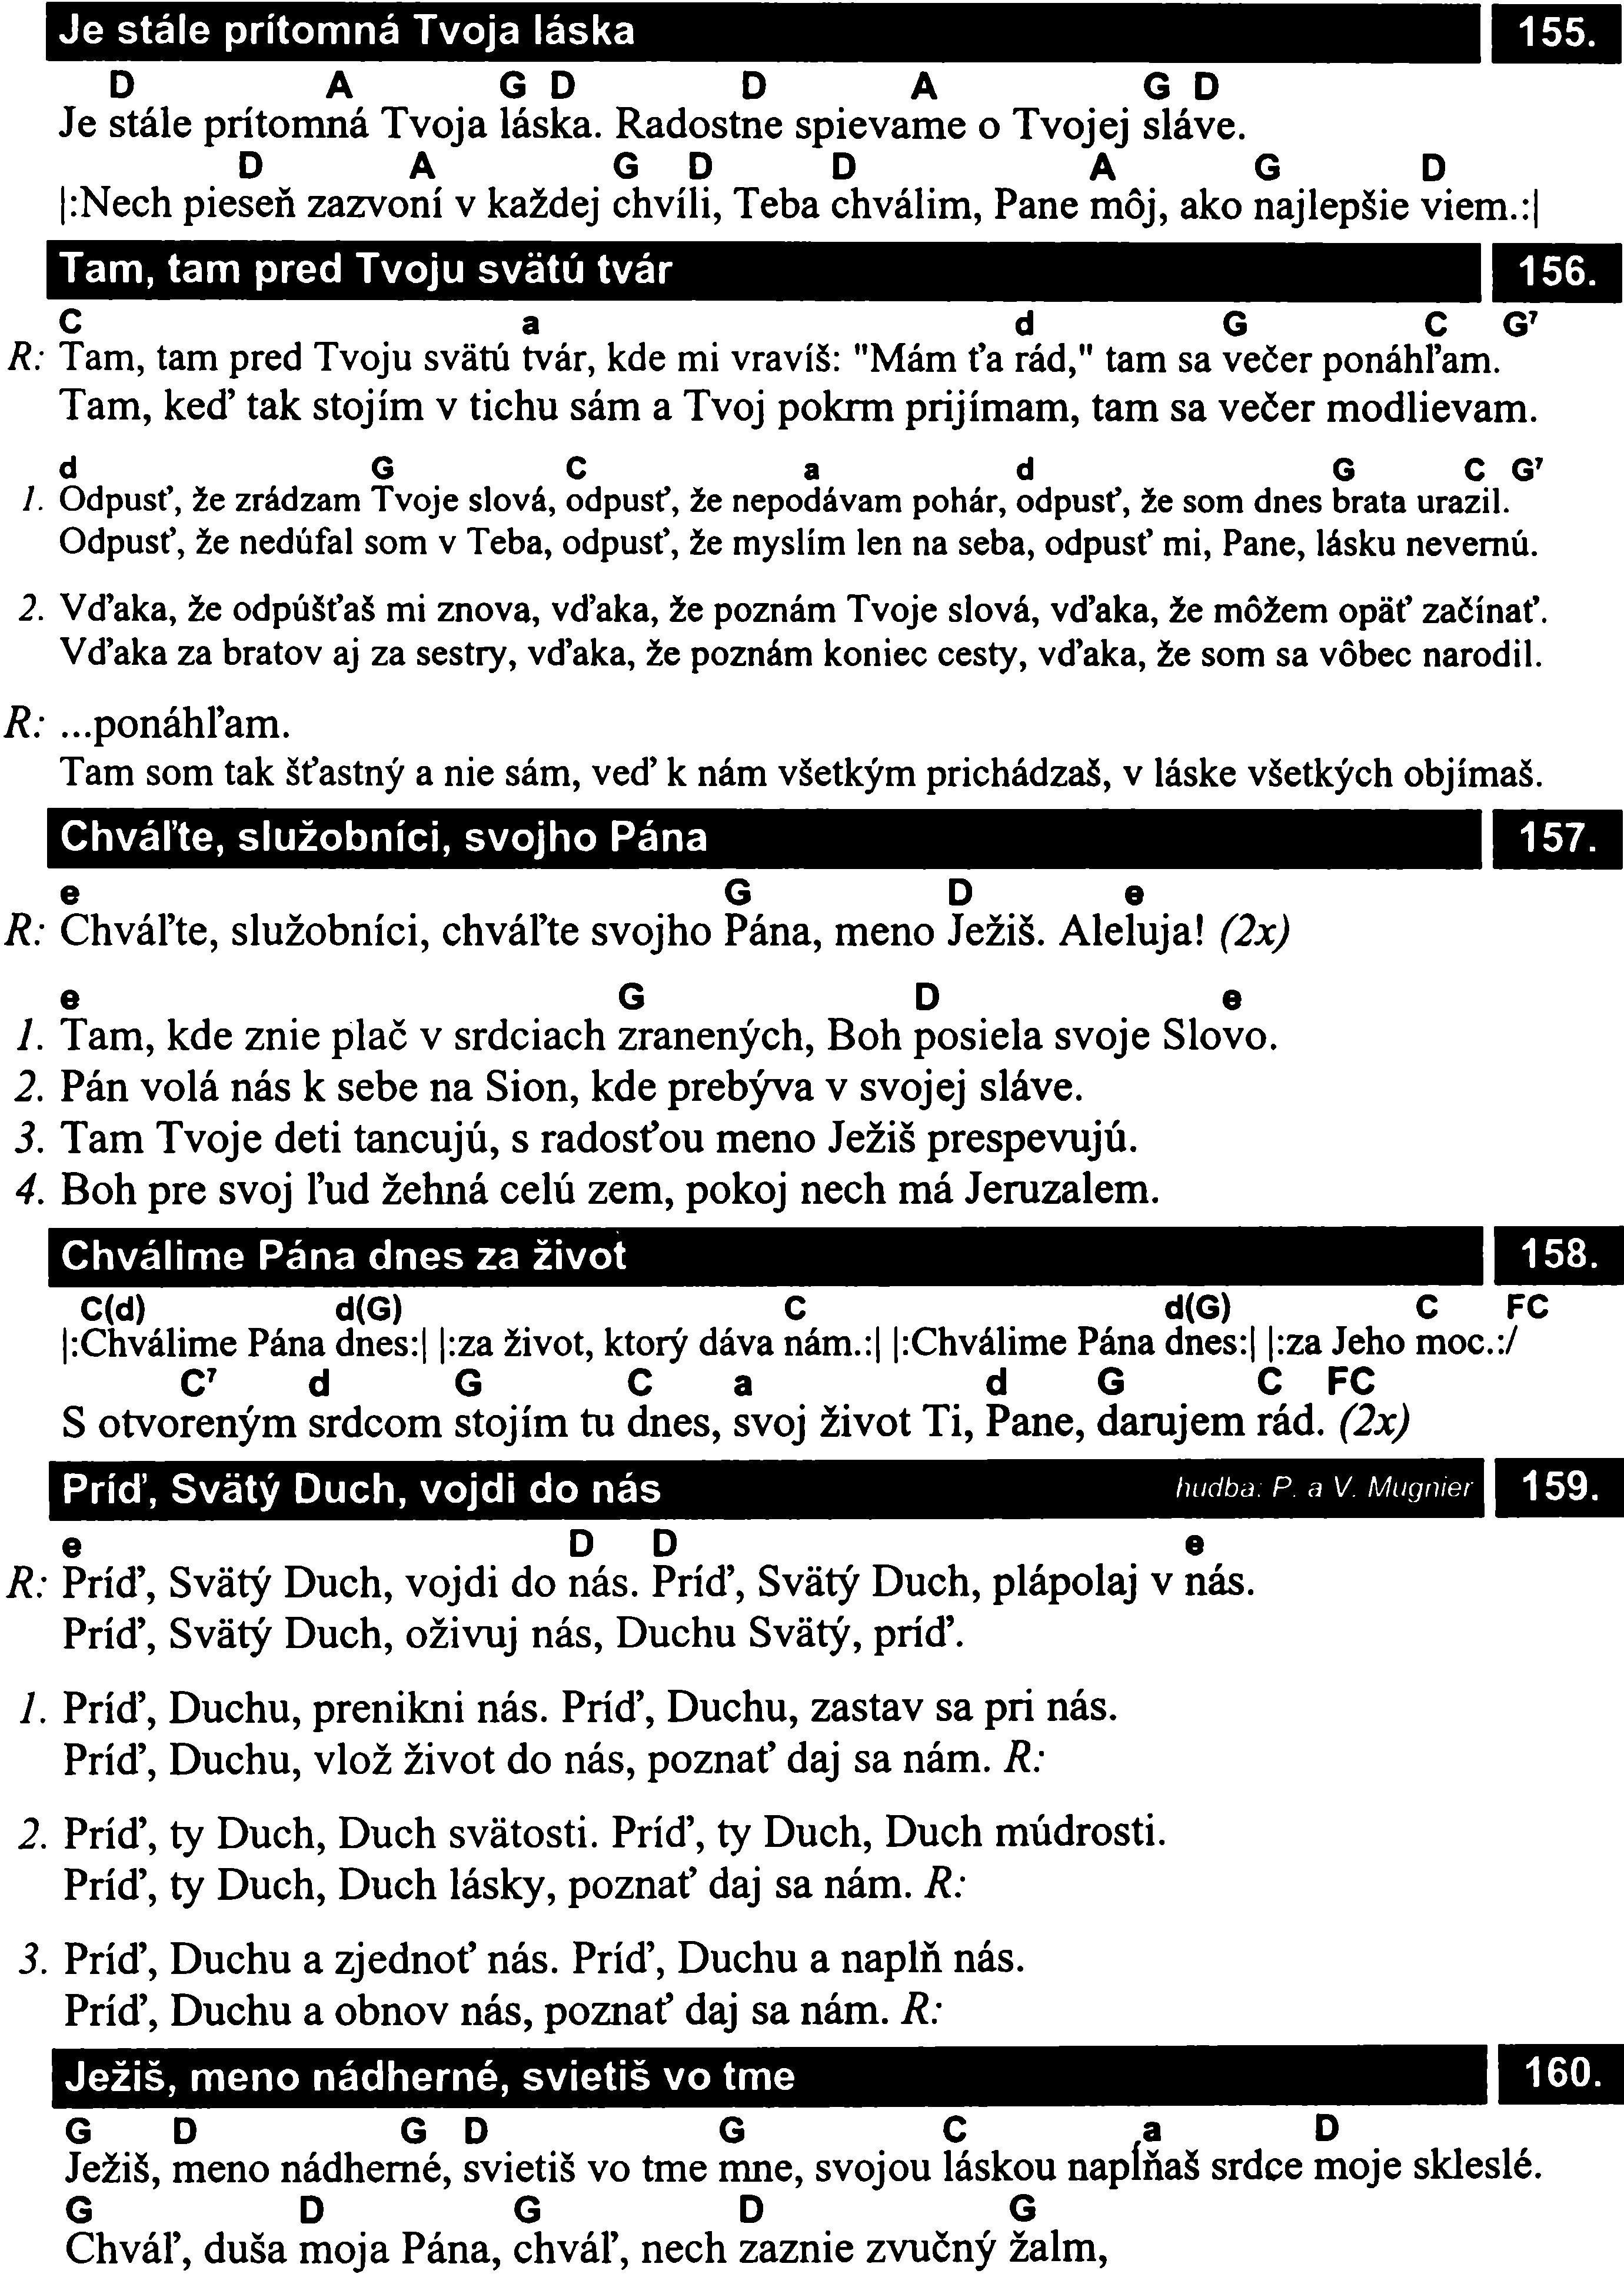 Je stále prítomná Tvoja láska 155.
D A G D D A G D
Je stále prítomná Tvoja láska. Radostne spievame o Tvojej sláve.
D A G D D A G D
|:Nech pieseň zazvoní v každej chvíli, Teba chválim, Pane môj, ako najlepšie viem.:|
Tam, tam pred Tvoju svätú tvár 156.
C a d G C G⁷
R: Tam, tam pred Tvoju svätú tvár, kde mi vravíš: "Mám ťa rád," tam sa večer ponáhľam.
Tam, keď tak stojím v tichu sám a Tvoj pokrm prijímam, tam sa večer modlievam.
d G C a d G C G⁷
1. Odpusť, že zrádzam Tvoje slová, odpusť, že nepodávam pohár, odpusť, že som dnes brata urazil.
Odpusť, že nedúfal som v Teba, odpusť, že myslím len na seba, odpusť mi, Pane, lásku nevernú.
2. Vďaka, že odpúšťaš mi znova, vďaka, že poznám Tvoje slová, vďaka, že môžem opäť začínať.
Vďaka za bratov aj za sestry, vďaka, že poznám koniec cesty, vďaka, že som sa vôbec narodil.
R: ...ponáhľam.
Tam som tak šťastný a nie sám, veď k nám všetkým prichádzaš, v láske všetkých objímaš.
Chváľte, služobníci, svojho Pána 157.
e G D e
R: Chváľte, služobníci, chváľte svojho Pána, meno Ježiš. Aleluja! (2x)
e G D e
1. Tam, kde znie plač v srdciach zranených, Boh posiela svoje Slovo.
2. Pán volá nás k sebe na Sion, kde prebýva v svojej sláve.
3. Tam Tvoje deti tancujú, s radosťou meno Ježiš prespevujú.
4. Boh pre svoj ľud žehná celú zem, pokoj nech má Jeruzalem.
Chválime Pána dnes za život 158.
C(d) d(G) C d(G) C FC
|:Chválime Pána dnes:| |:za život, ktorý dáva nám.:| |:Chválime Pána dnes:| |:za Jeho moc.:/
C⁷ d G C a d G C FC
S otvoreným srdcom stojím tu dnes, svoj život Ti, Pane, darujem rád. (2x)
Príď, Svätý Duch, vojdi do nás hudba: P. a V. Mugnier 159.
e D D e
R: Príď, Svätý Duch, vojdi do nás. Príď, Svätý Duch, plápolaj v nás.
Príď, Svätý Duch, oživuj nás, Duchu Svätý, príď.
1. Príď, Duchu, prenikni nás. Príď, Duchu, zastav sa pri nás.
Príď, Duchu, vlož život do nás, poznať daj sa nám. R:
2. Príď, ty Duch, Duch svätosti. Príď, ty Duch, Duch múdrosti.
Príď, ty Duch, Duch lásky, poznať daj sa nám. R:
3. Príď, Duchu a zjednoť nás. Príď, Duchu a naplň nás.
Príď, Duchu a obnov nás, poznať daj sa nám. R:
Ježiš, meno nádherné, svietiš vo tme 160.
G D G D G C a D
Ježiš, meno nádherné, svietiš vo tme mne, svojou láskou napĺňaš srdce moje skleslé.
G D G D G
Chváľ, duša moja Pána, chváľ, nech zaznie zvučný žalm,